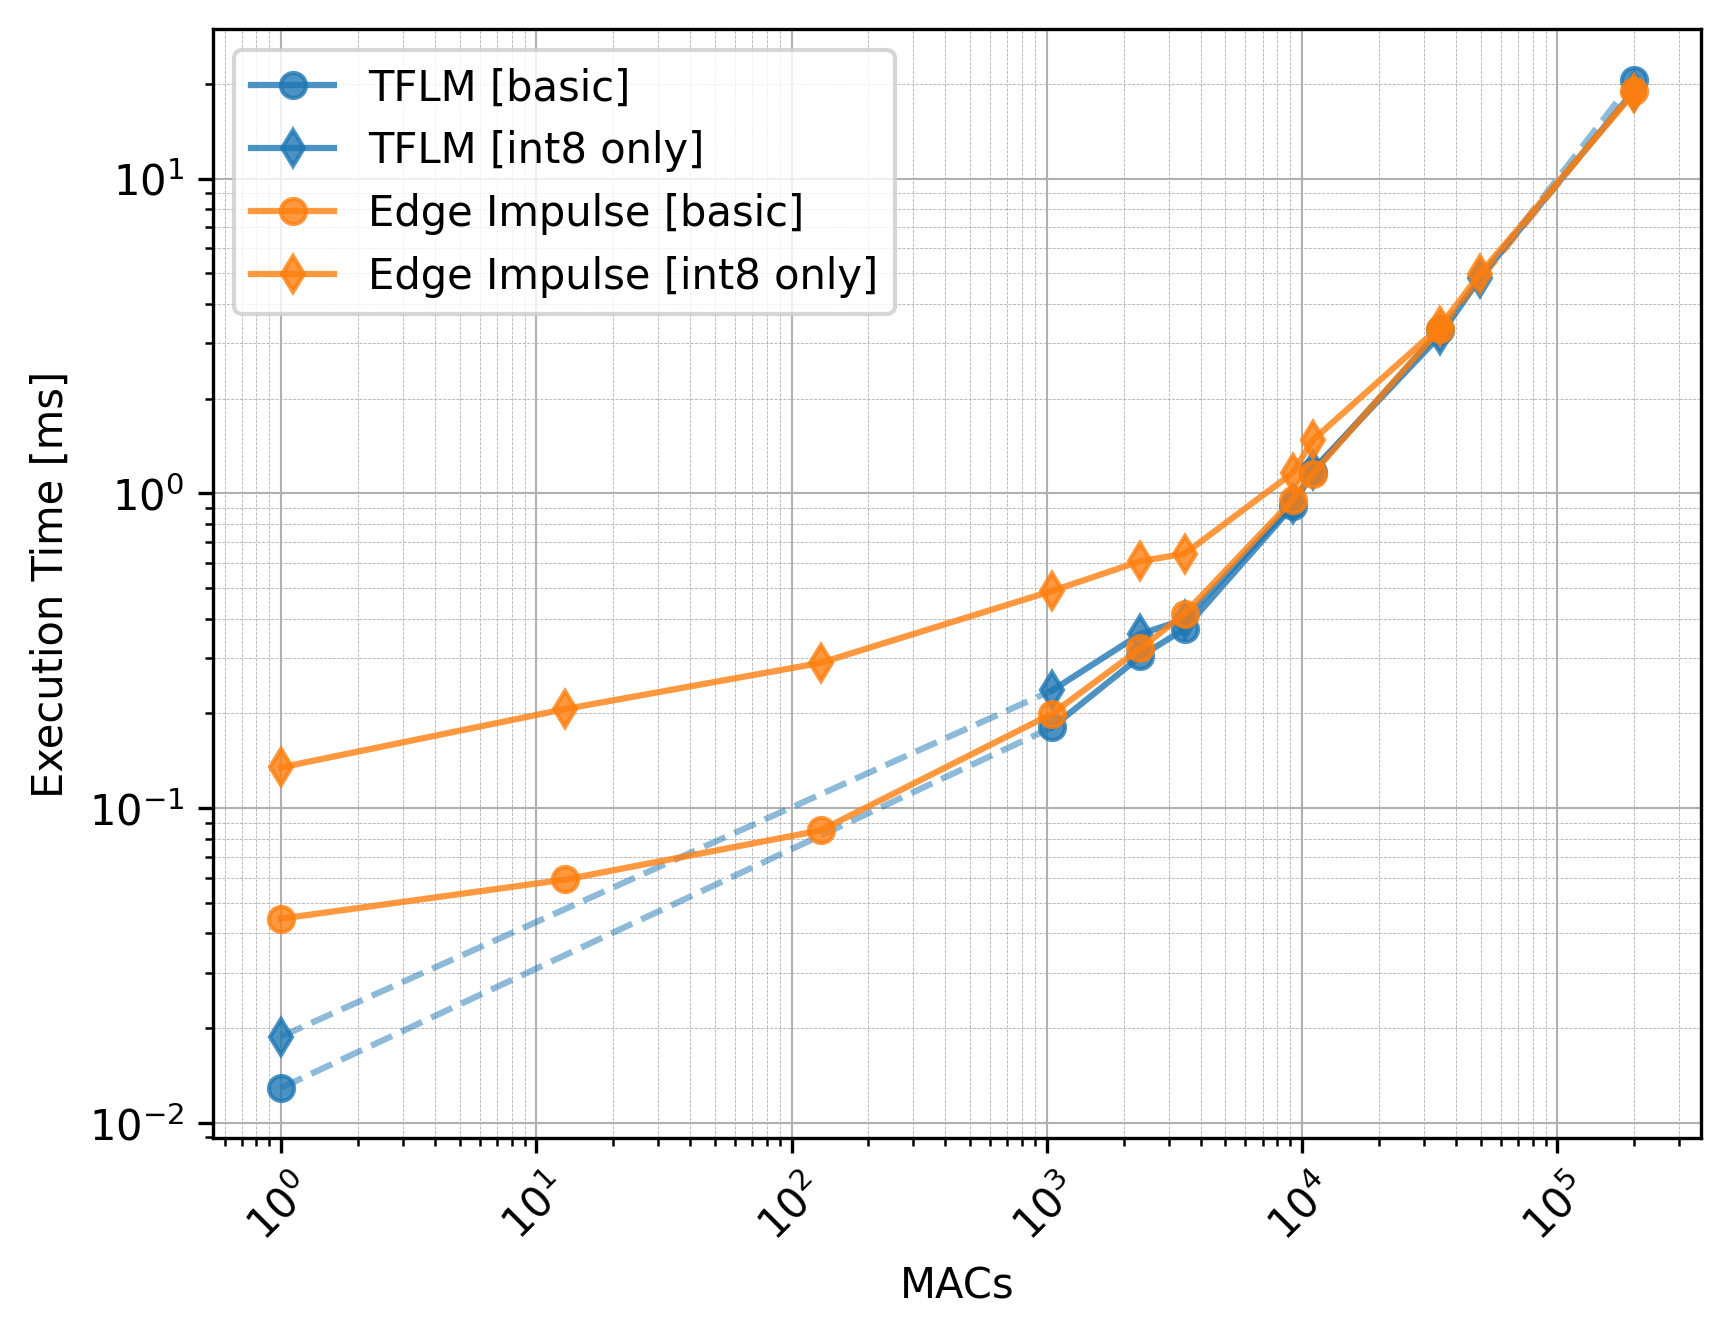 TFLM [basic]
TFLM [int8 only]
Edge Impulse [basic]
Edge Impulse [int8 only]
Execution Time [ms]
10¹
10⁰
10⁻¹
10⁻²
10⁰ 10¹ 10² 10³ 10⁴ 10⁵
MACs